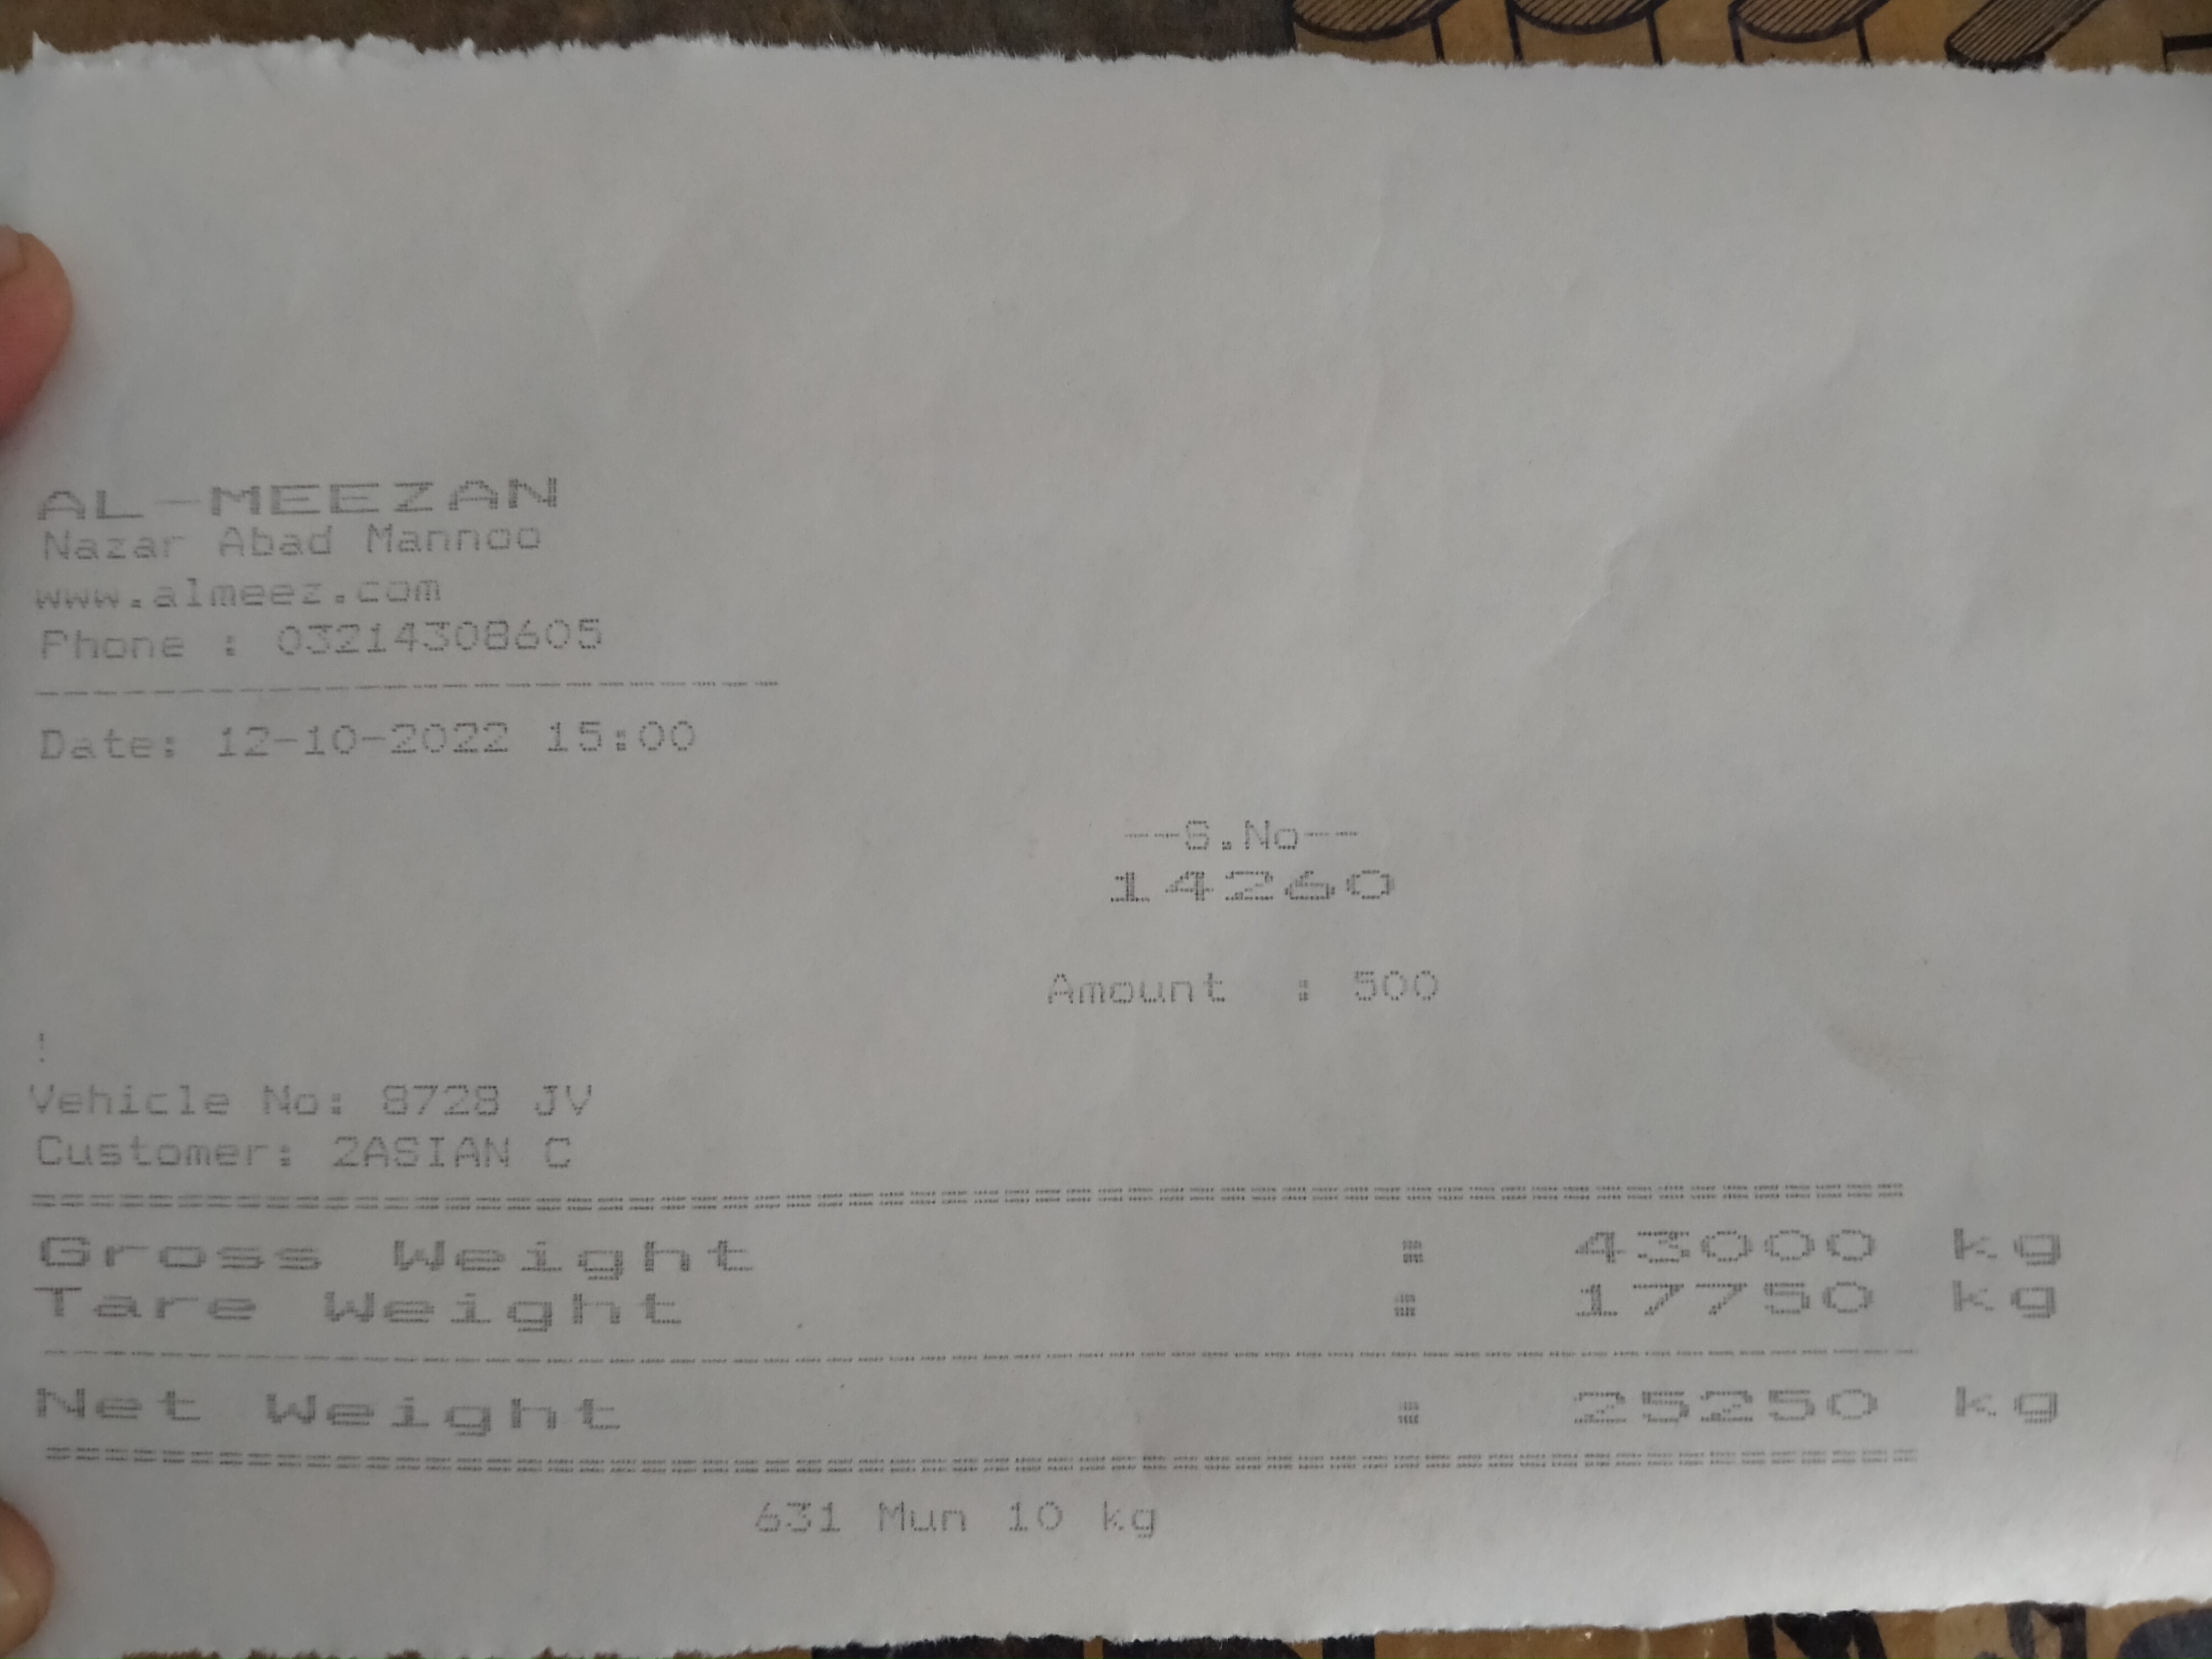 AL-MEEZAN
Nazar Abad Mannoo
www.almeez.com
Phone : 03214308605
--------------------------
Date: 12-10-2022 15:00
--S.No--
14260
Amount : 500
:
Vehicle No: 8728 JV
Customer: 2ASIAN C
Gross Weight : 43000 kg
Tare Weight : 17750 kg
Net Weight : 25250 kg
631 Mun 10 kg